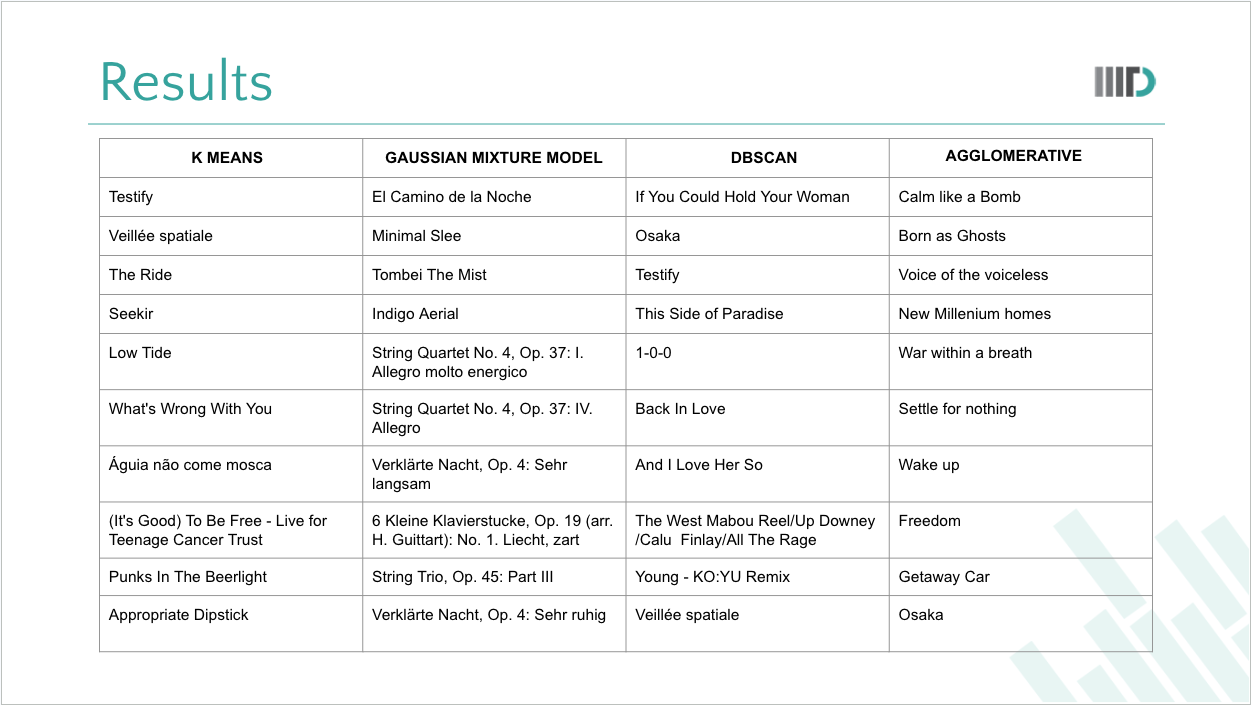 Results
K MEANS GAUSSIAN MIXTURE MODEL DBSCAN AGGLOMERATIVE
Testify El Camino de la Noche If You Could Hold Your Woman Calm like a Bomb
Veillée spatiale Minimal Slee Osaka Born as Ghosts
The Ride Tombei The Mist Testify Voice of the voiceless
Seekir Indigo Aerial This Side of Paradise New Millenium homes
Low Tide String Quartet No. 4, Op. 37: I. 1-0-0 War within a breath
Allegro molto energico
What's Wrong With You String Quartet No. 4, Op. 37: IV. Back In Love Settle for nothing
Allegro
Águia não come mosca Verklärte Nacht, Op. 4: Sehr And I Love Her So Wake up
langsam
(It's Good) To Be Free - Live for 6 Kleine Klavierstucke, Op. 19 (arr. The West Mabou Reel/Up Downey Freedom
Teenage Cancer Trust H. Guittart): No. 1. Liecht, zart /Calu  Finlay/All The Rage
Punks In The Beerlight String Trio, Op. 45: Part III Young - KO:YU Remix Getaway Car
Appropriate Dipstick Verklärte Nacht, Op. 4: Sehr ruhig Veillée spatiale Osaka